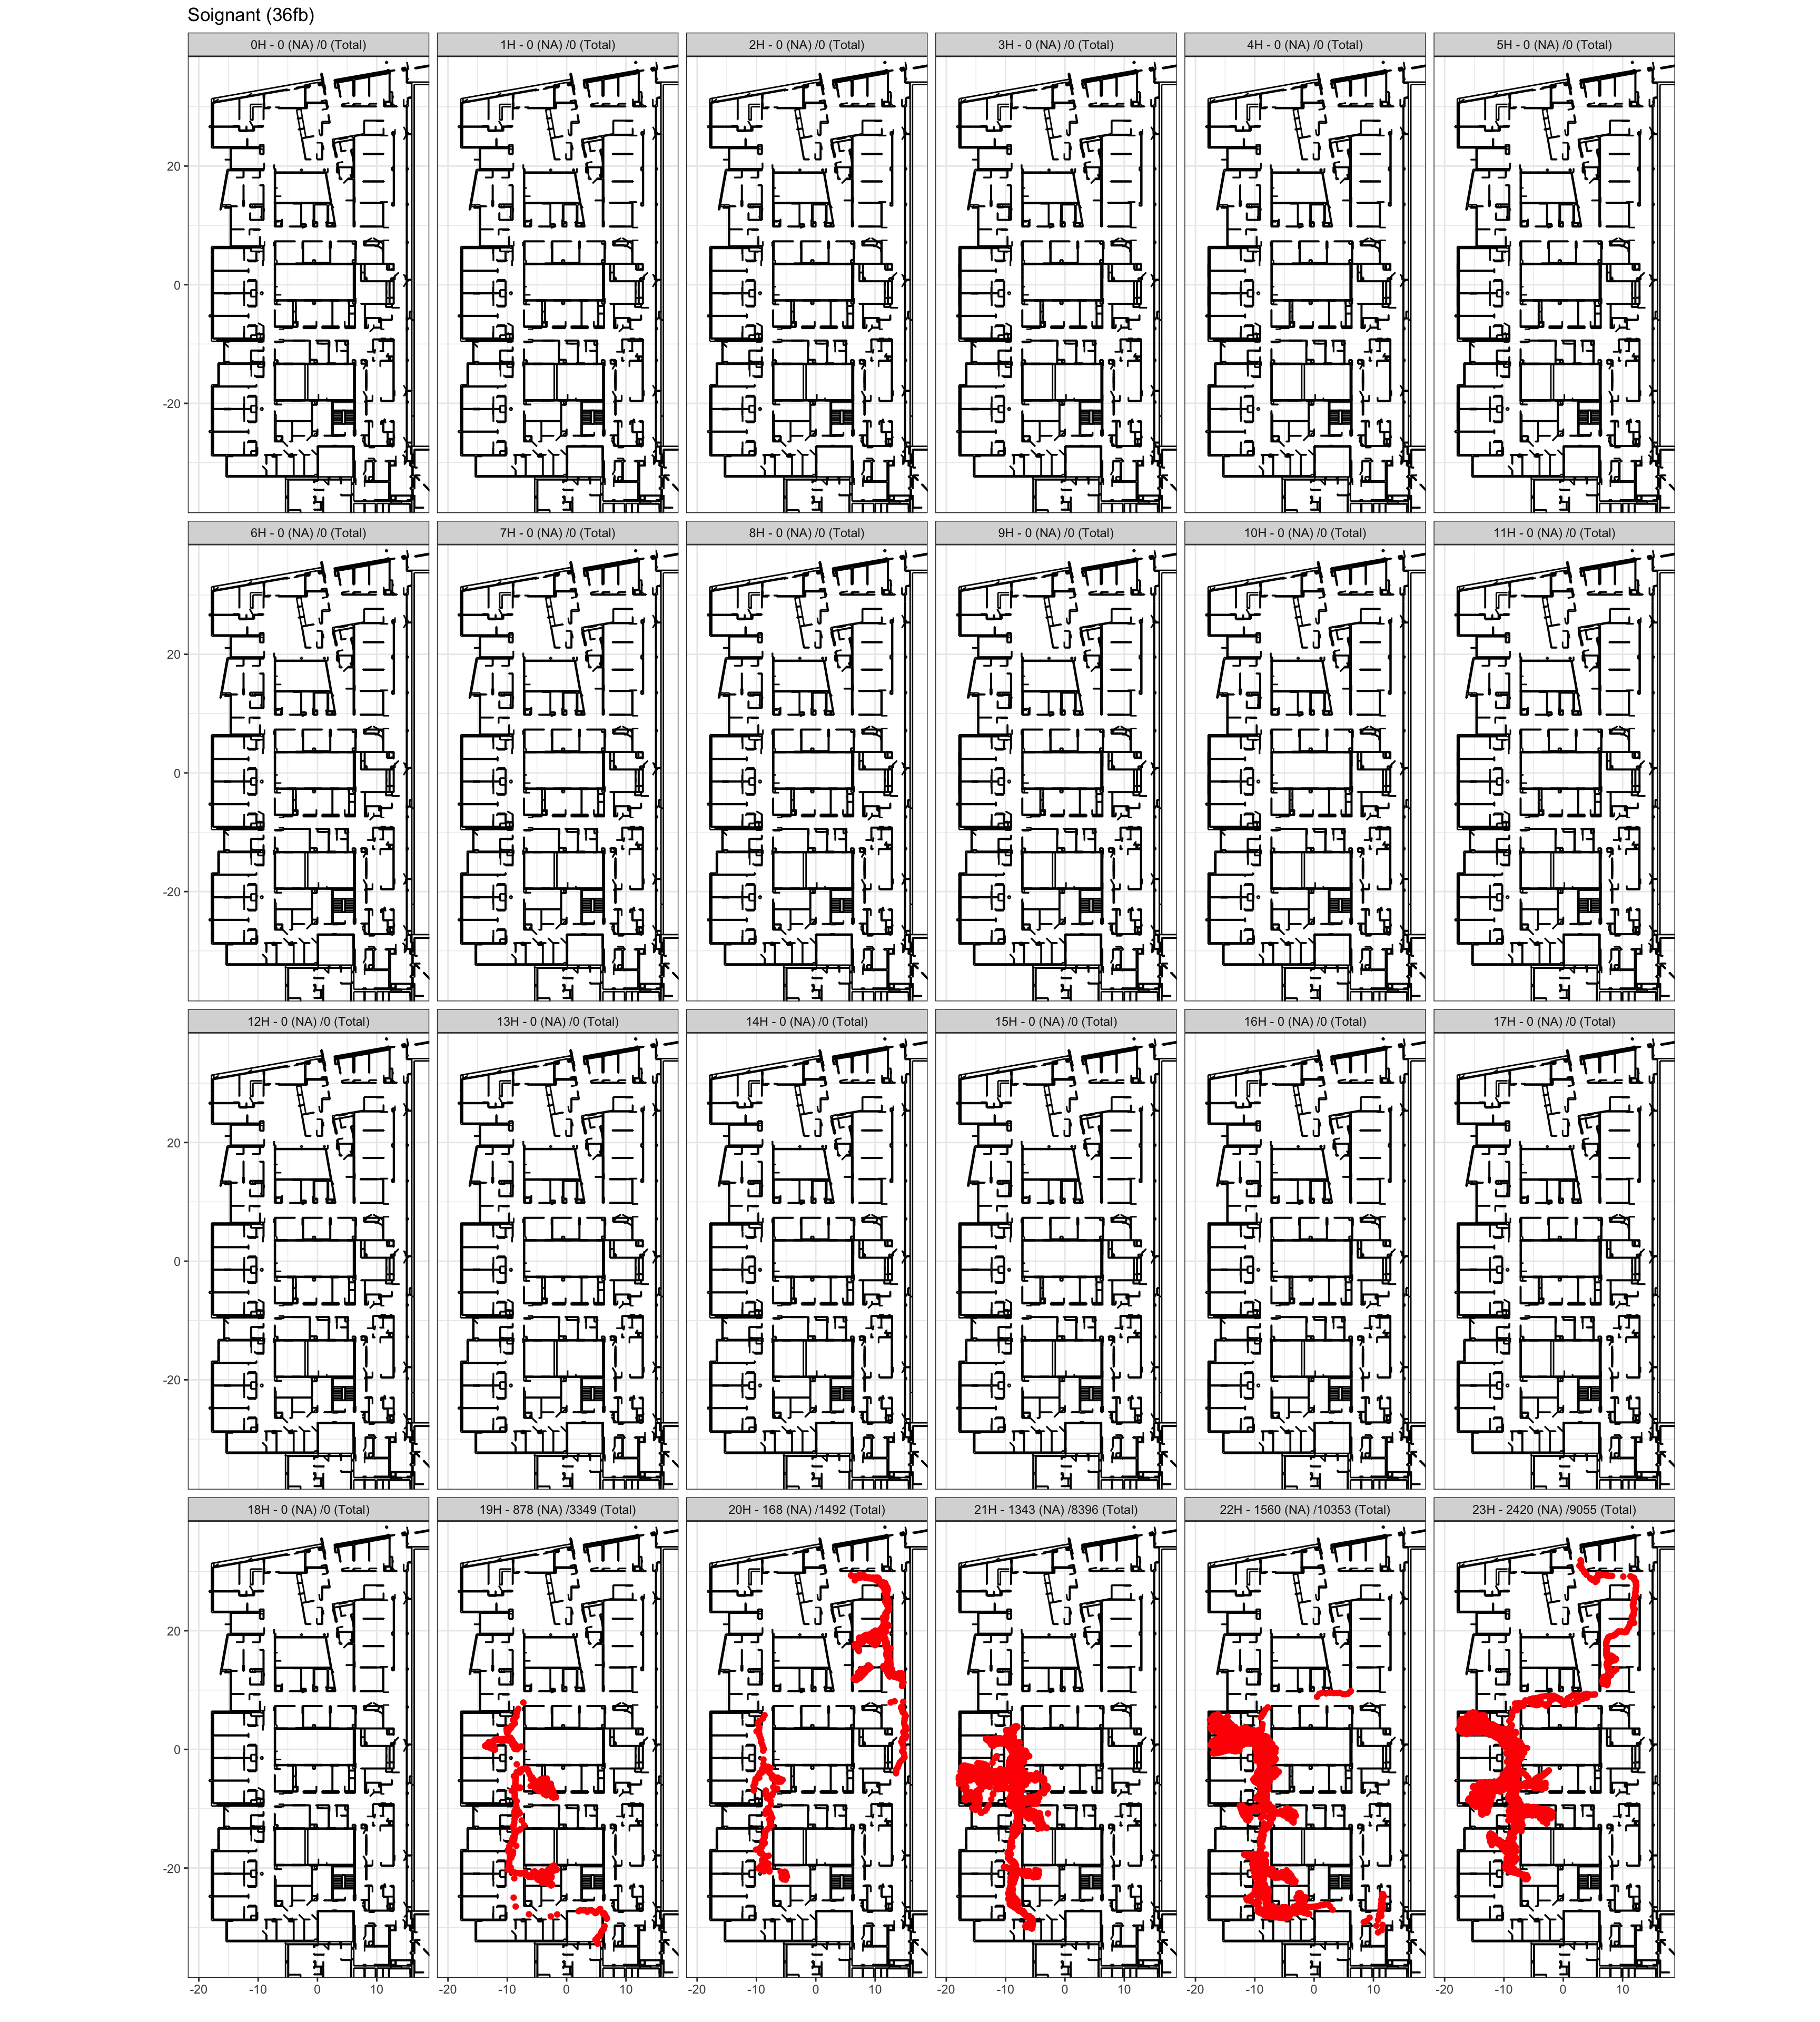 Soignant (36fb)
0H - 0 (NA) /0 (Total) 1H - 0 (NA) /0 (Total) 2H - 0 (NA) /0 (Total) 3H - 0 (NA) /0 (Total) 4H - 0 (NA) /0 (Total) 5H - 0 (NA) /0 (Total)
20
0
-20
6H - 0 (NA) /0 (Total) 7H - 0 (NA) /0 (Total) 8H - 0 (NA) /0 (Total) 9H - 0 (NA) /0 (Total) 10H - 0 (NA) /0 (Total) 11H - 0 (NA) /0 (Total)
20
0
-20
12H - 0 (NA) /0 (Total) 13H - 0 (NA) /0 (Total) 14H - 0 (NA) /0 (Total) 15H - 0 (NA) /0 (Total) 16H - 0 (NA) /0 (Total) 17H - 0 (NA) /0 (Total)
20
0
-20
18H - 0 (NA) /0 (Total) 19H - 878 (NA) /3349 (Total) 20H - 168 (NA) /1492 (Total) 21H - 1343 (NA) /8396 (Total) 22H - 1560 (NA) /10353 (Total) 23H - 2420 (NA) /9055 (Total)
20
0
-20
-20 -10 0 10 -20 -10 0 10 -20 -10 0 10 -20 -10 0 10 -20 -10 0 10 -20 -10 0 10